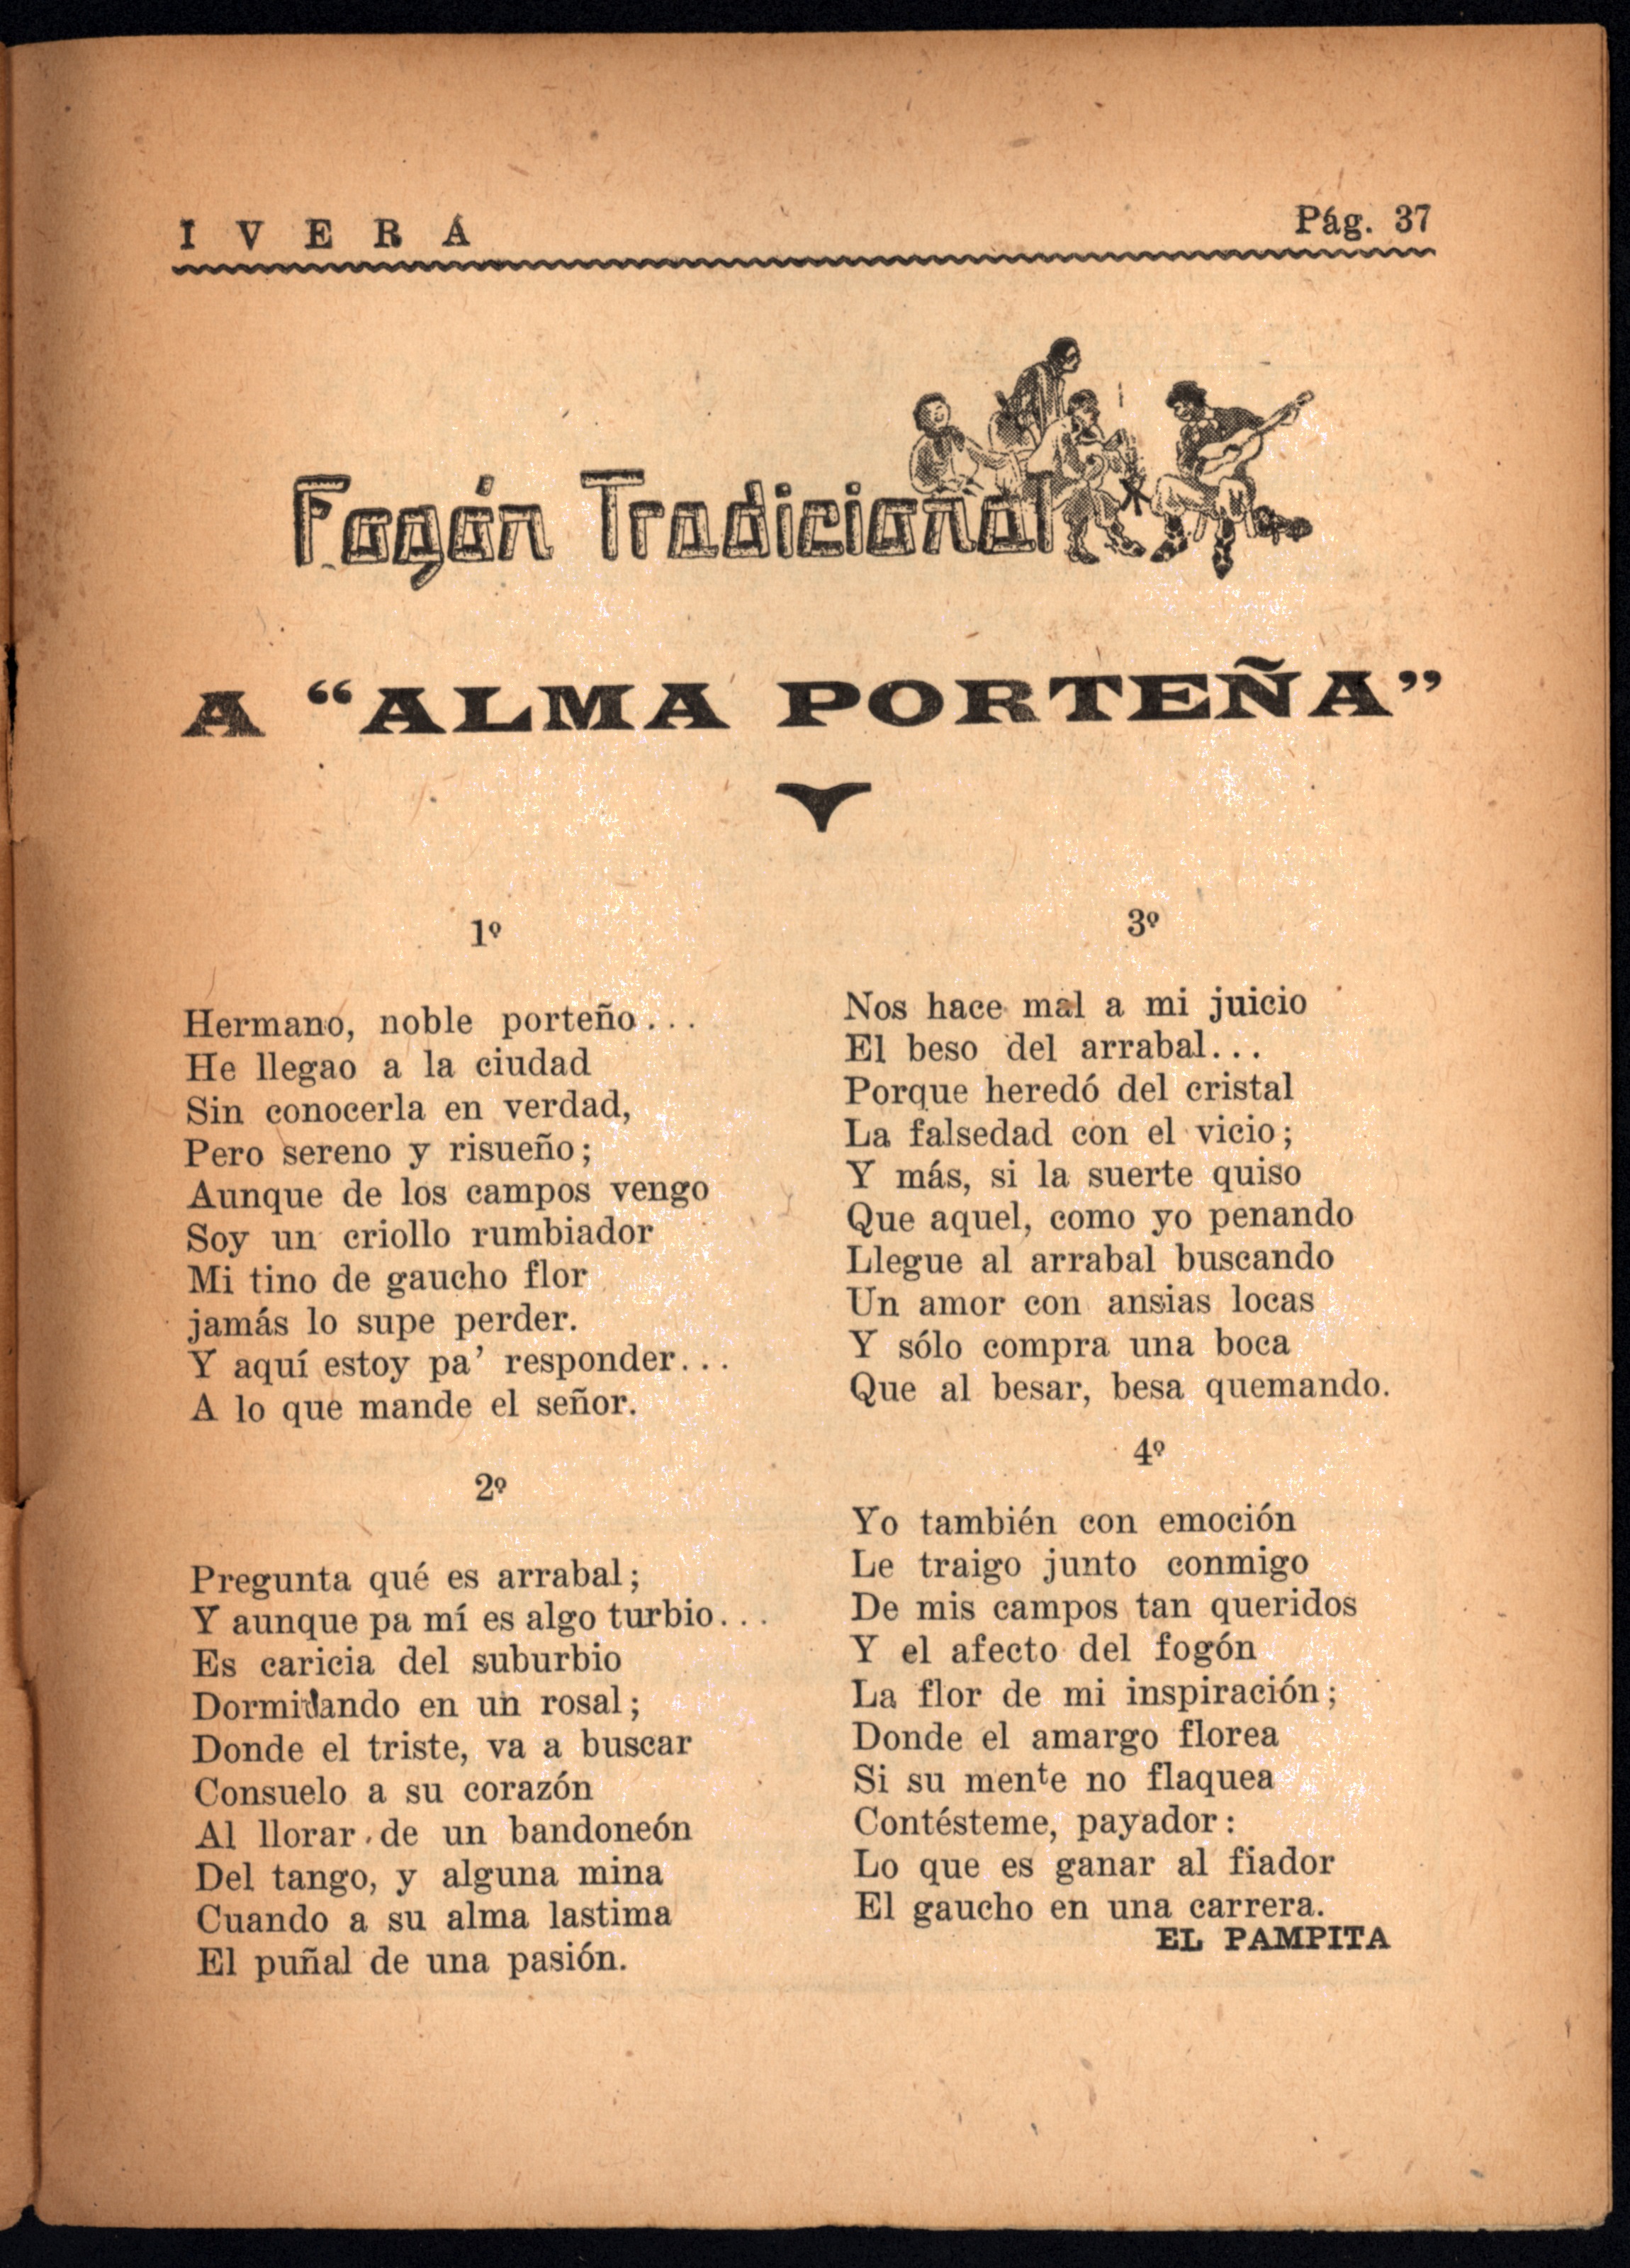 IVERÁ
Pág. 37
Fogón Tradicional
A “ALMA PORTEÑA”
1º
Hermano, noble porteño...
He llegao a la ciudad
Sin conocerla en verdad,
Pero sereno y risueño;
Aunque de los campos vengo
Soy un criollo rumbiador
Mi tino de gaucho flor
jamás lo supe perder.
Y aquí estoy pa’ responder...
A lo que mande el señor.
2º
Pregunta qué es arrabal;
Y aunque pa mí es algo turbio...
Es caricia del suburbio
en un rosal;
Donde el triste, va a buscar
Consuelo a su corazón
Al llorar de un bandoneón
Del tango, y alguna mina
Cuando a su alma lastima
El puñal de una pasión.
3º
Nos hace mal a mi juicio
El beso del arrabal...
Porque heredó del cristal
La falsedad con el vicio;
Y más, si la suerte quiso
Que aquel, como yo penando
Llegue al arrabal buscando
Un amor con ansias locas
Y sólo compra una boca
Que al besar, besa quemando.
4º
Yo también con emoción
Le traigo junto conmigo
De mis campos tan queridos
Y el afecto del fogón
La flor de mi inspiración;
Donde el amargo florea
Si su mente no flaquea
Contésteme, payador:
Lo que es ganar al fiador
El gaucho en una carrera.
EL PAMPITA